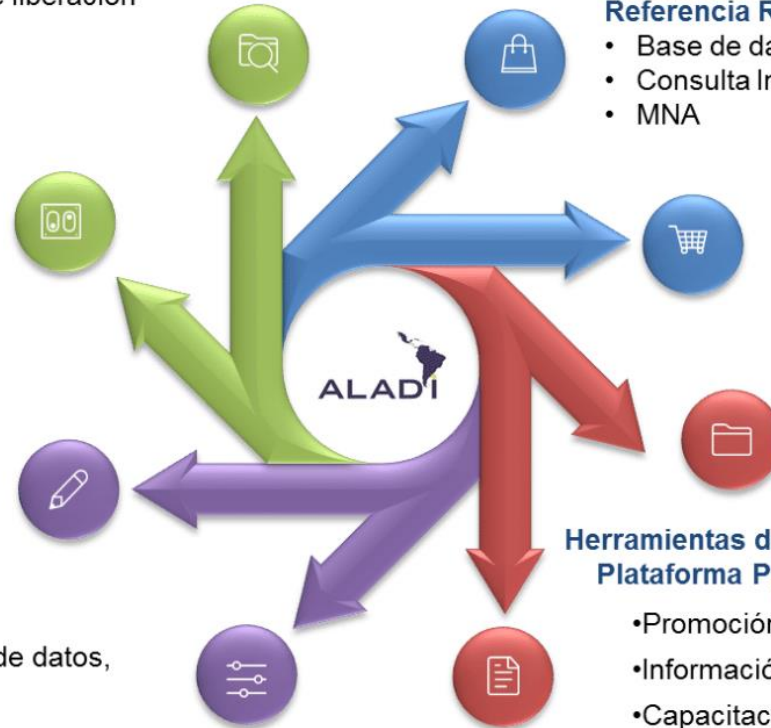 e liberación
Referencia R
• Base de da
• Consulta In
• MNA
ALADI
Herramientas d
Plataforma P
•Promoción
•Informació
•Capacitac
de datos,